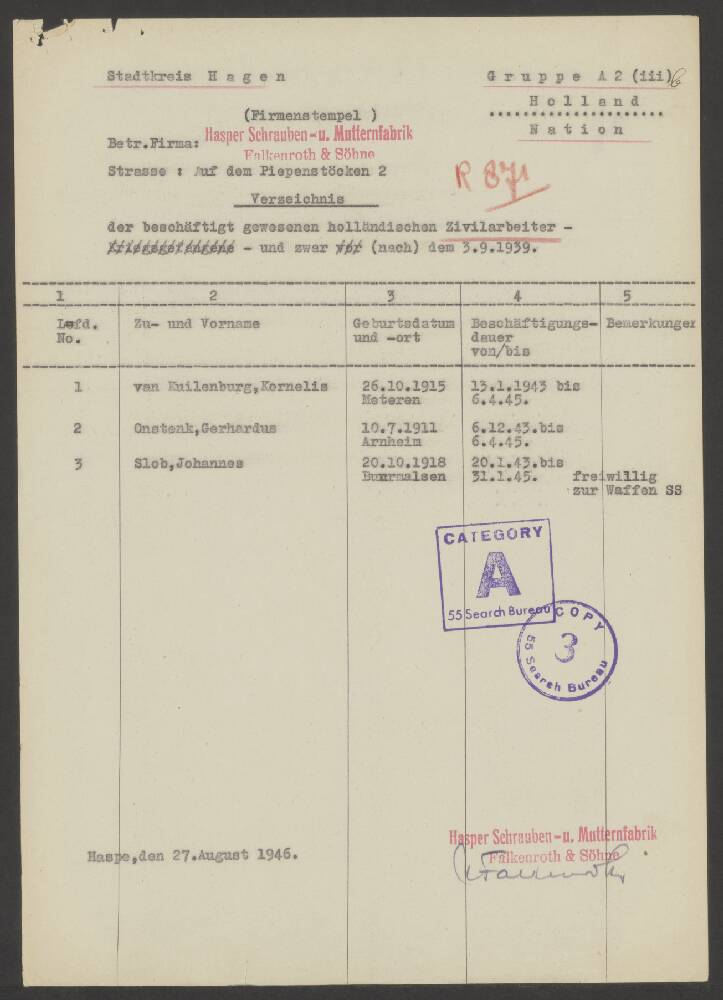 Stadtkreis Hagen
Gruppe A2 (iii)b
Holland
Nation
(Firmenstempel )
Betr.Firma: Hasper Schrauben- u. Mutternfabrik
Falkenroth & Söhne
Strasse : Auf dem Piepenstöcken 2
R 871
Verzeichnis
der beschäftigt gewesenen holländischen Zivilarbeiter -
Kriegsgefangene - und zwar vor (nach) dem 3.9.1939.
1 2 3 4 5
Lefd. Zu- und Vorname Geburtsdatum Beschäftigungs- Bemerkungen
No. und -ort dauer
von/bis
1 van Kuilenburg,Kornelis 26.10.1915 13.1.1943 bis
Meteren 6.4.45.
2 Onstenk,Gerhardus 10.7.1911 6.12.43.bis
Arnheim 6.4.45.
3 Slob,Johannes 20.10.1918 20.1.43.bis
Buurmalsen 31.1.45. freiwillig
zur Waffen SS
CATEGORY
A
55 Search Bureau
COPY
3
55 Search Bureau
Hasper Schrauben-u. Mutternfabrik
Haspe,den 27.August 1946.
Falkenroth & Söhne